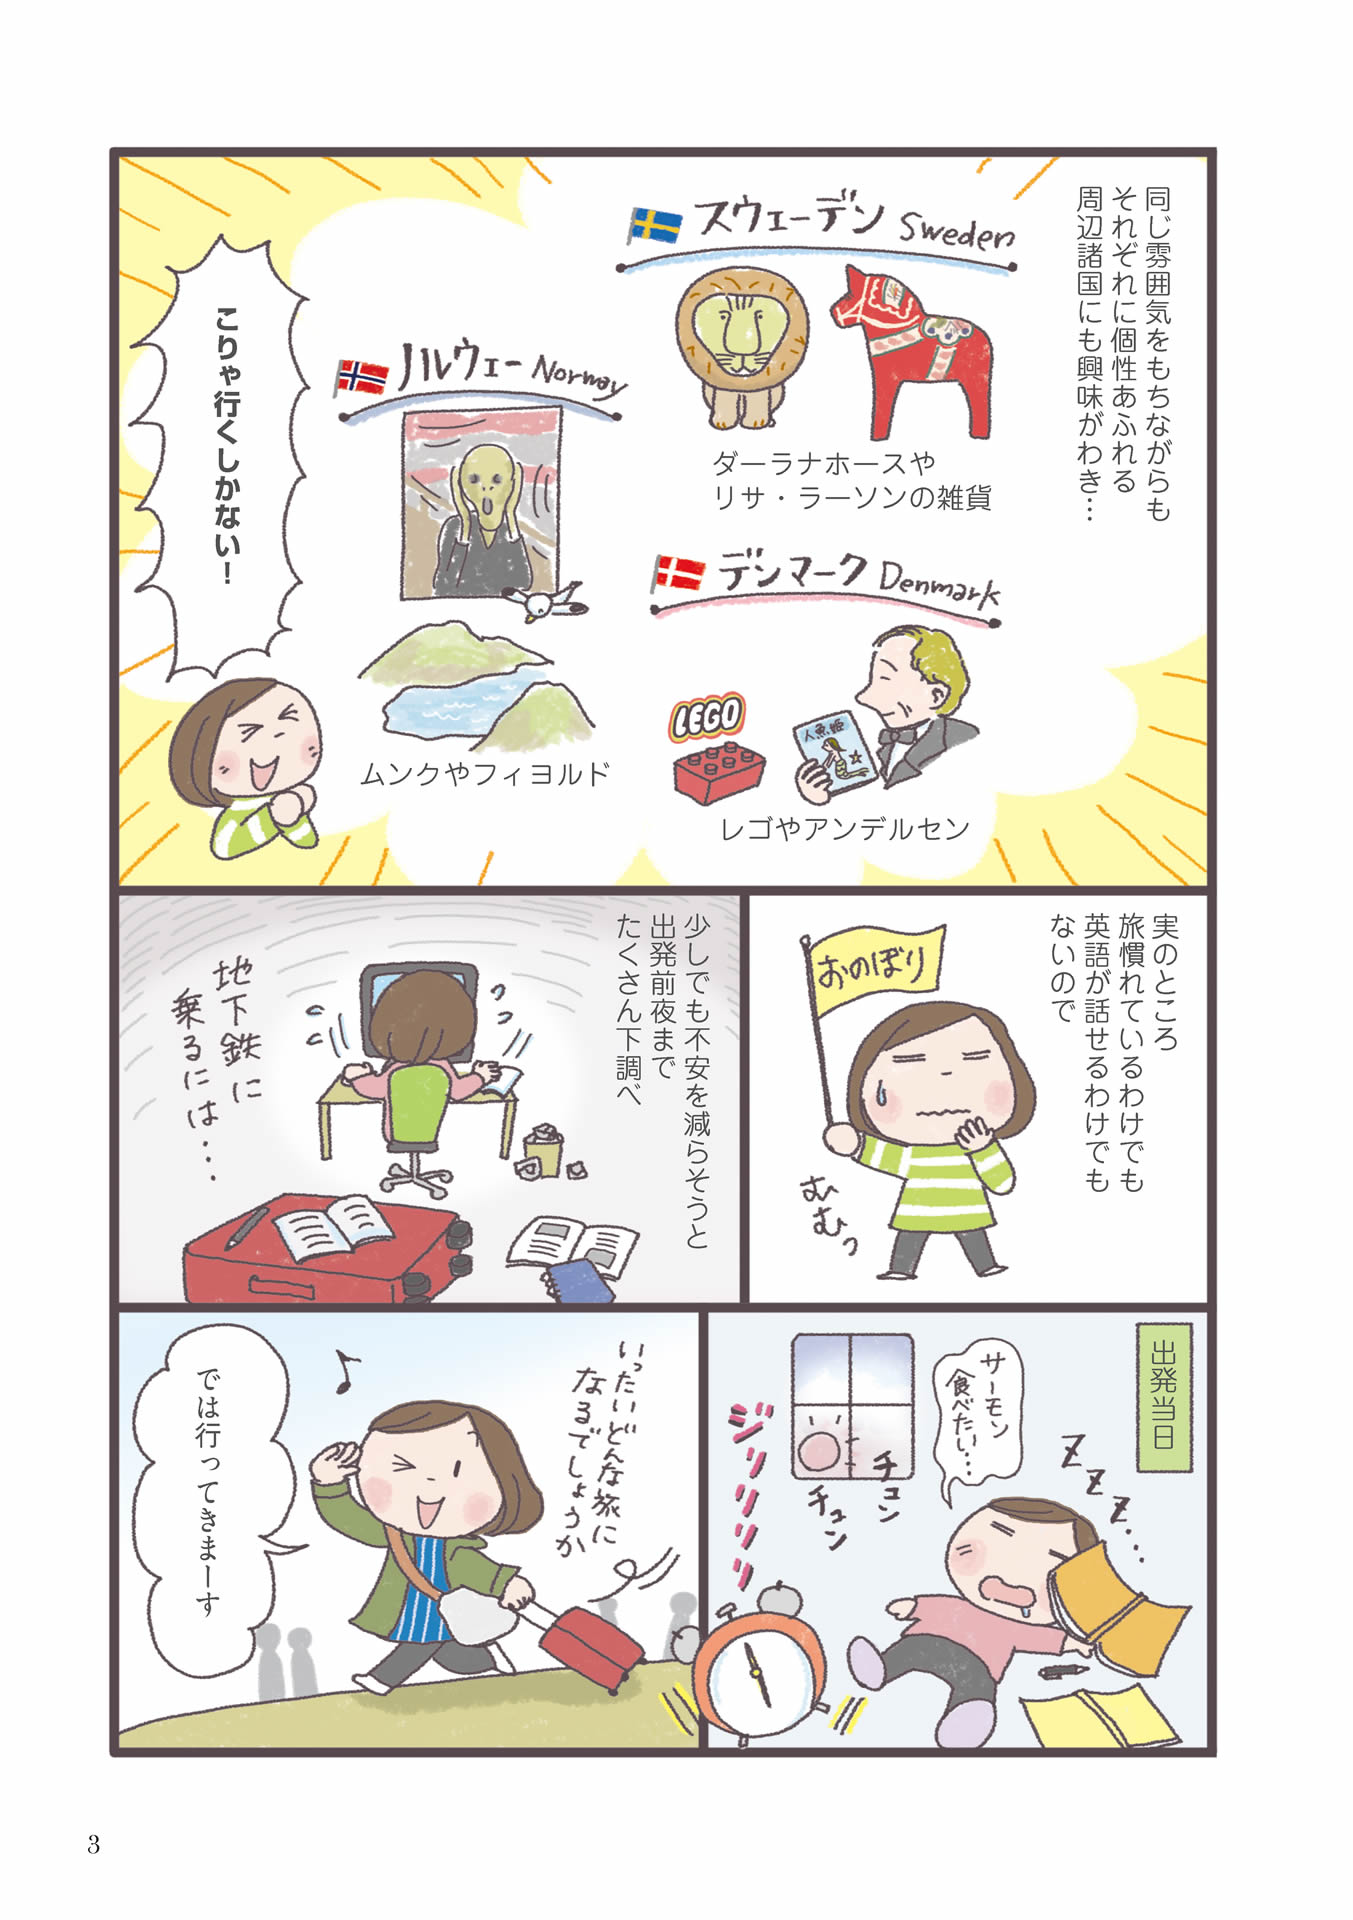 同じ雰囲気をもちながらも
それぞれに個性あふれる
周辺諸国にも興味がわき…
スウェーデン Sweden
ダーラナホースや
リサ・ラーソンの雑貨
ノルウェー Norway
ムンクやフィヨルド
デンマーク Denmark
LEGO
人魚姫
レゴやアンデルセン
こりゃ行くしかない！
実のところ
旅慣れているわけでも
英語が話せるわけでも
ないので
おのぼり
むむむっ
少しでも不安を減らそうと
出発前夜まで
たくさん下調べ
地下鉄に
乗るには・・・
出発当日
サーモン
食べたい…
ZZZ・・・
チュン
チュン
ジリリリリリ
いったいどんな旅に
なるでしょうか
では行ってきまーす
3